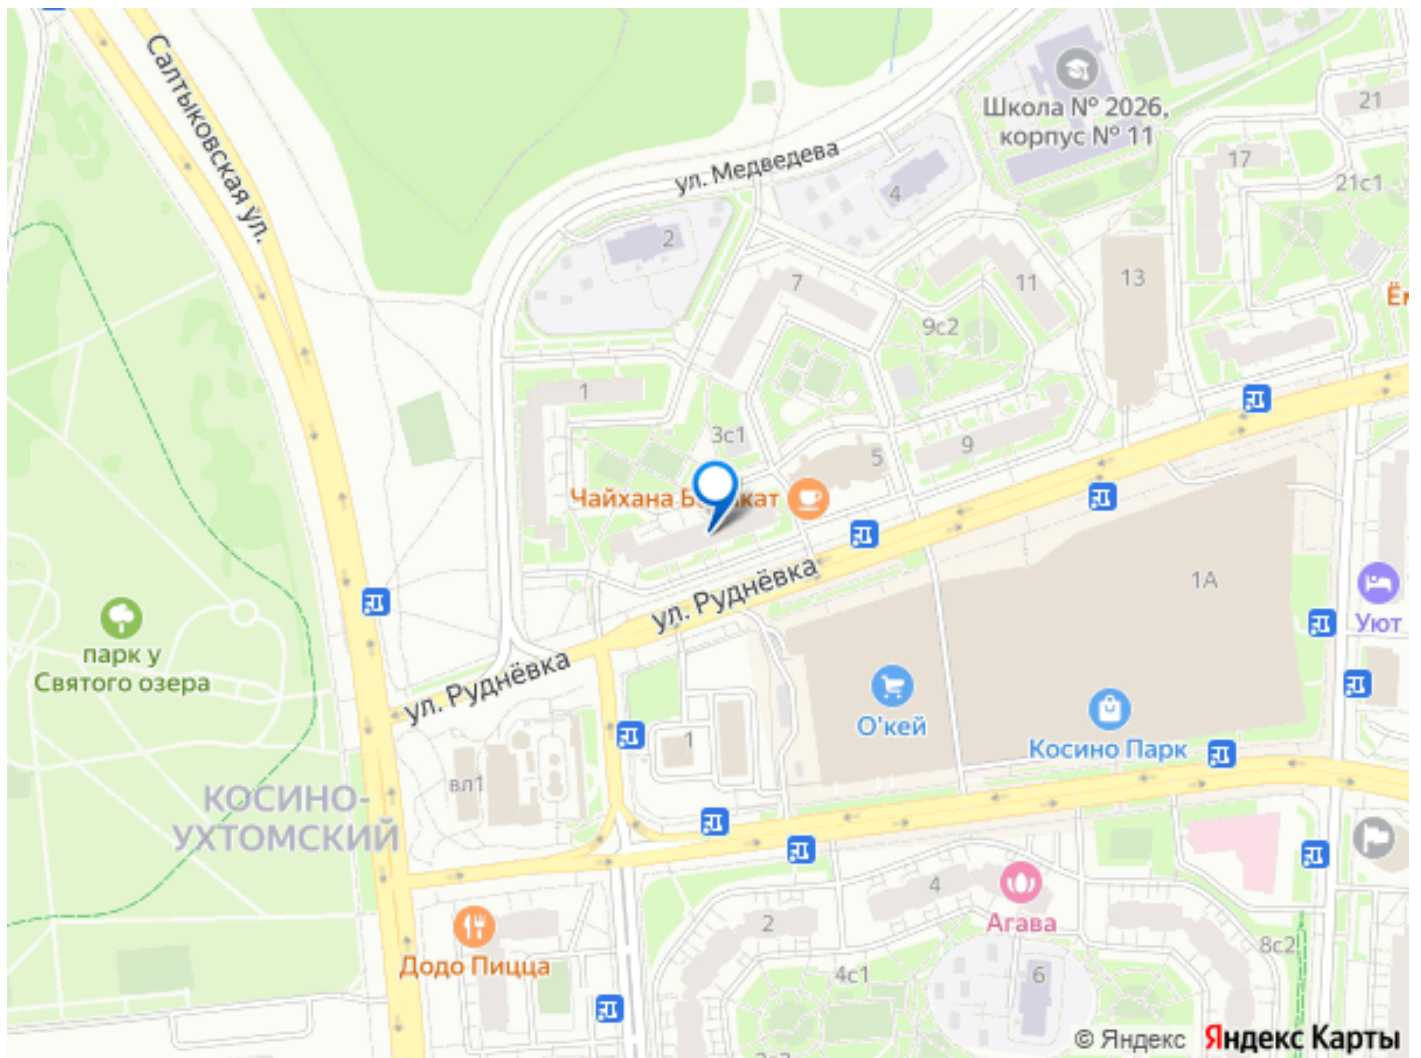 Салтыковская ул.
Школа № 2026,
корпус № 11
21
17
21с1
ул. Медведева
4
2
7
11
13
9с2
1
3с1
5
9
Чайхана
ул. Руднёвка
1А
Уют
парк у
Святого озера
ул. Руднёвка
О'кей
Косино Парк
1
вл1
КОСИНО-
УХТОМСКИЙ
4
2
Агава
8с2
Додо Пицца
4с1
6
© Яндекс
Яндекс Карты